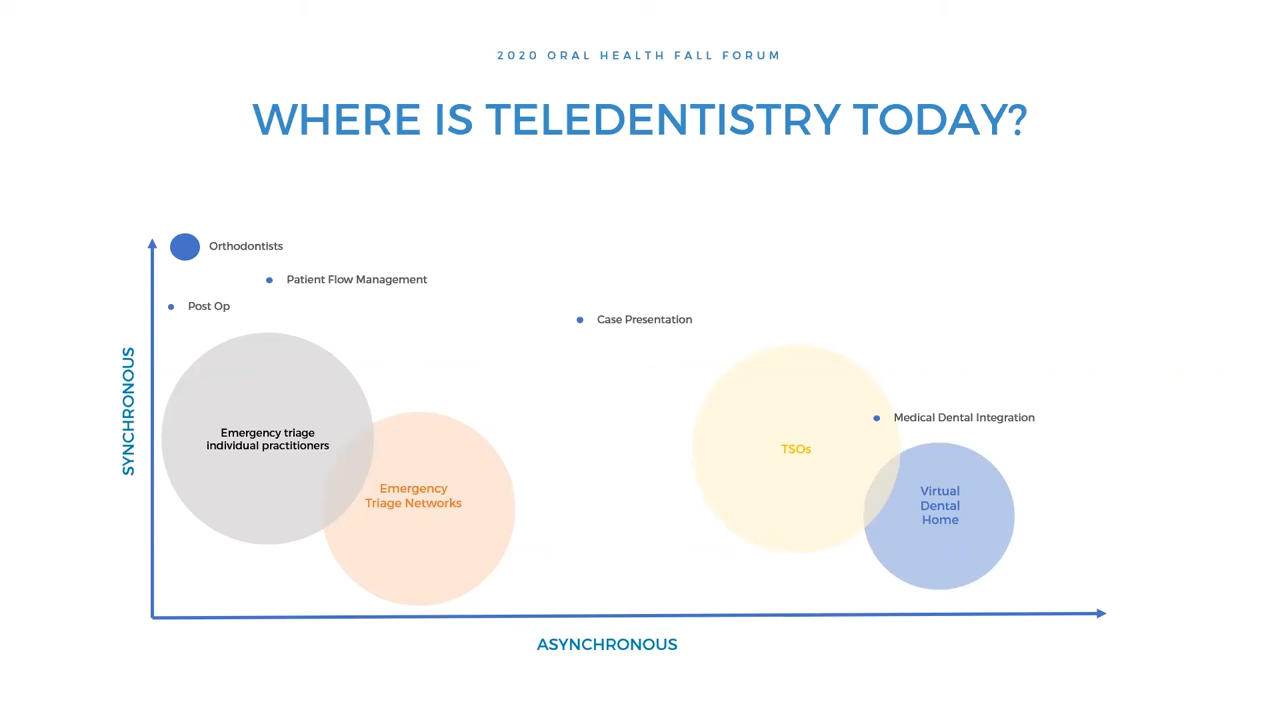 2020 ORAL HEALTH FALL FORUM
WHERE IS TELEDENTISTRY TODAY?
Orthodontists
Patient Flow Management
Post Op
Case Presentation
SYNCHRONOUS
Emergency triage
individual practitioners
Emergency
Triage Networks
TSOs
Medical Dental Integration
Virtual
Dental
Home
ASYNCHRONOUS